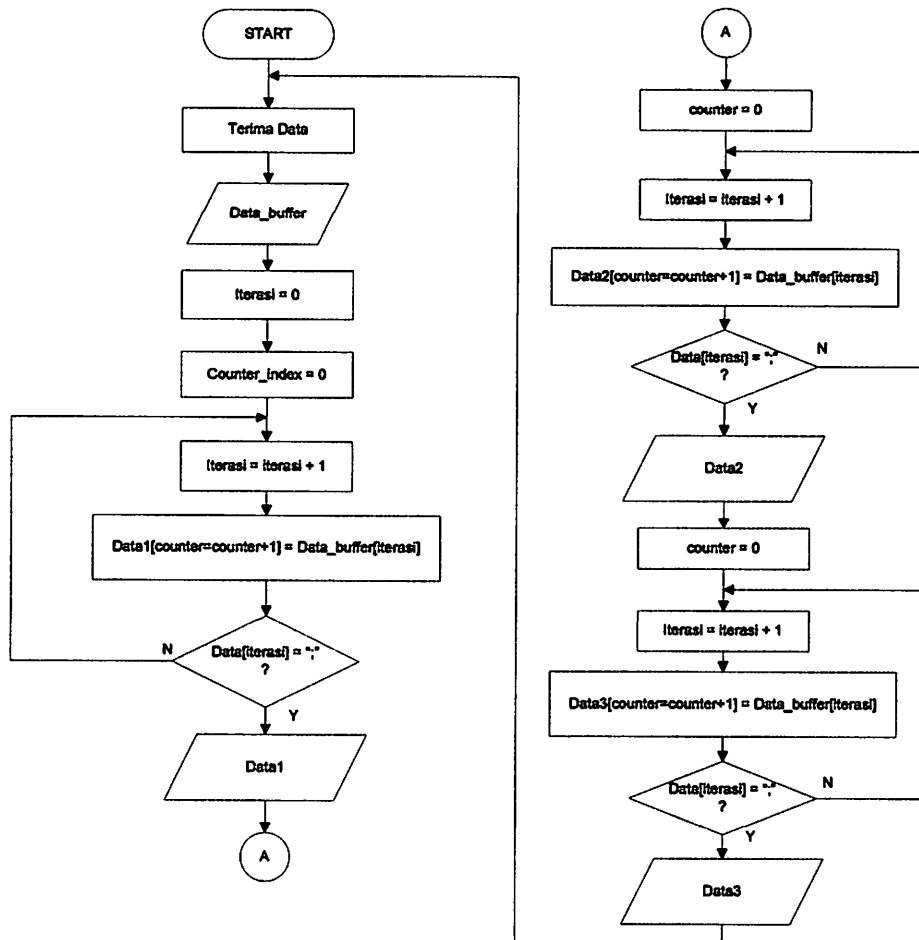 START
Terima Data
Data_buffer
Iterasi = 0
Counter_index = 0
Iterasi = iterasi + 1
Data1[counter=counter+1] = Data_buffer[iterasi]
Data[iterasi] = ";"
?
N
Y
Data1
A
A
counter = 0
Iterasi = iterasi + 1
Data2[counter=counter+1] = Data_buffer[iterasi]
Data[iterasi] = ";"
?
N
Y
Data2
counter = 0
Iterasi = iterasi + 1
Data3[counter=counter+1] = Data_buffer[iterasi]
Data[iterasi] = ";"
?
N
Y
Data3